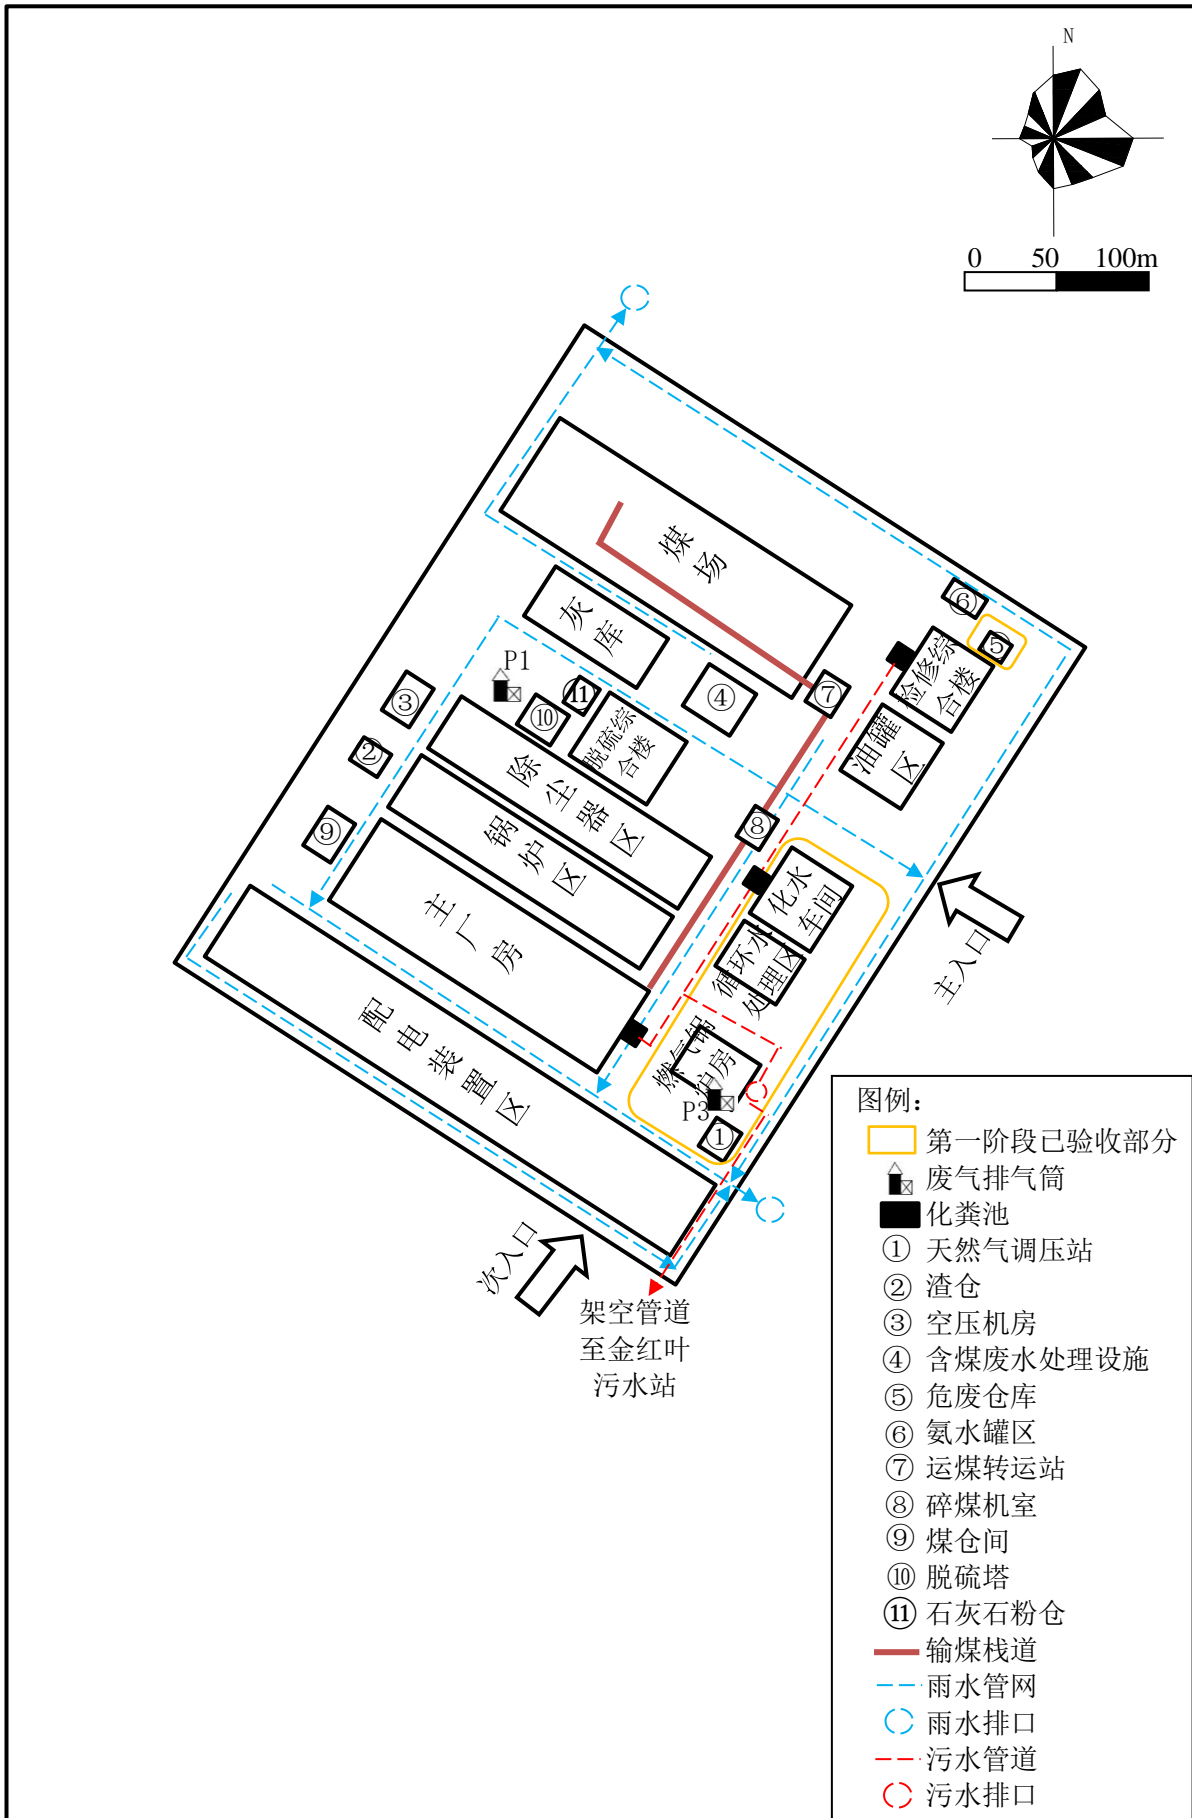 N
0 50 100m
煤场
⑥
⑤
灰库
检修综
合楼
P1
③
⑪
⑩
④
⑦
脱硫综
合楼
油罐
区
②
除尘器区
⑨
锅炉区
⑧
主厂房
化水
车间
循环水
处理区
主入口
配电装置区
燃气锅
炉房
P3
①
次入口
架空管道
至金红叶
污水站
图例：
第一阶段已验收部分
废气排气筒
化粪池
① 天然气调压站
② 渣仓
③ 空压机房
④ 含煤废水处理设施
⑤ 危废仓库
⑥ 氨水罐区
⑦ 运煤转运站
⑧ 碎煤机室
⑨ 煤仓间
⑩ 脱硫塔
⑪ 石灰石粉仓
输煤栈道
雨水管网
雨水排口
污水管道
污水排口